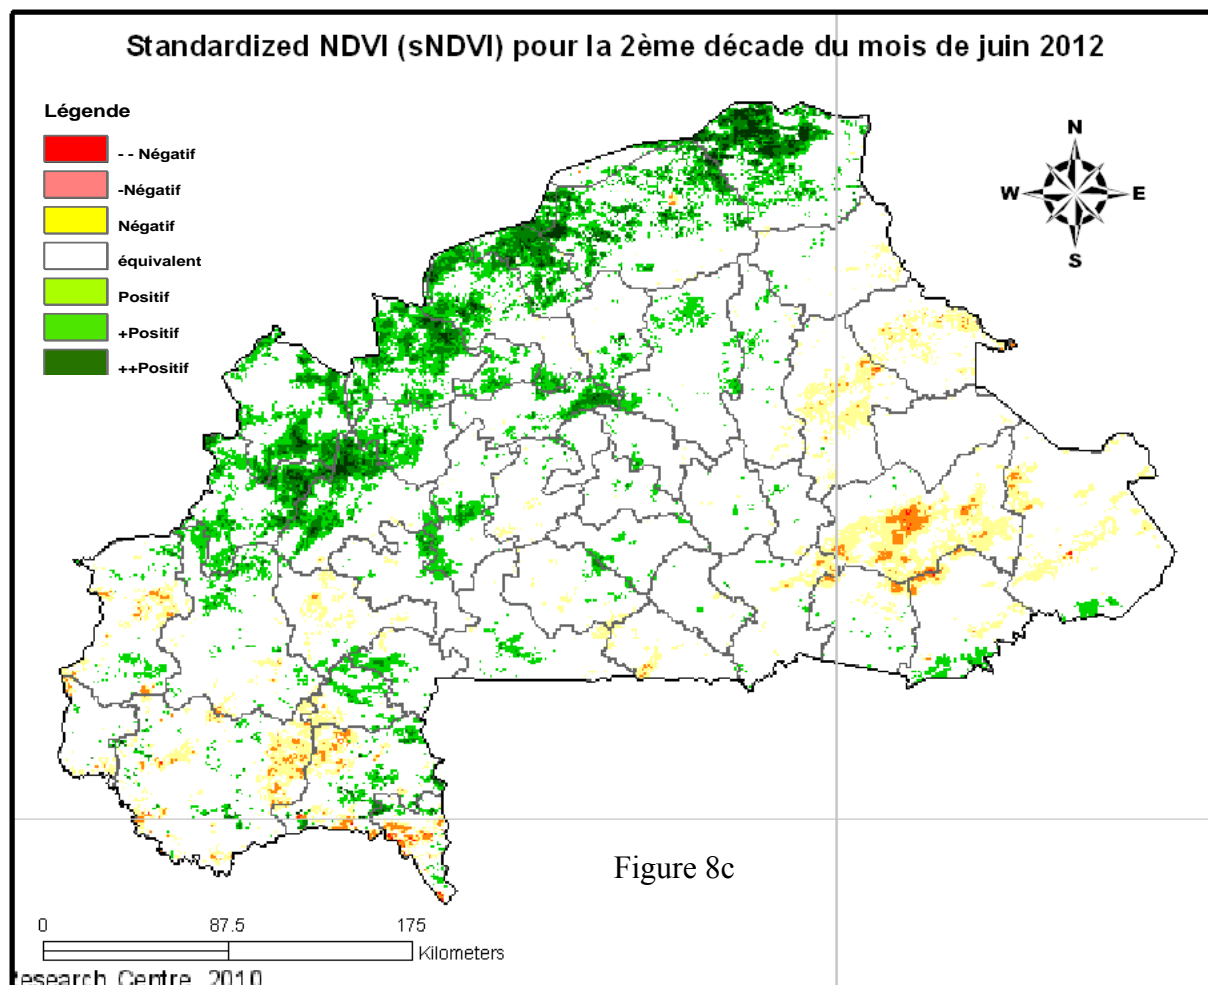 Standardized NDVI (sNDVI) pour la 2ème décade du mois de juin 2012
Légende
- - Négatif
-Négatif
Négatif
équivalent
Positif
+Positif
++Positif
N
W E
S
Figure 8c
0 87.5 175
Kilometers
esearch Centre, 2010